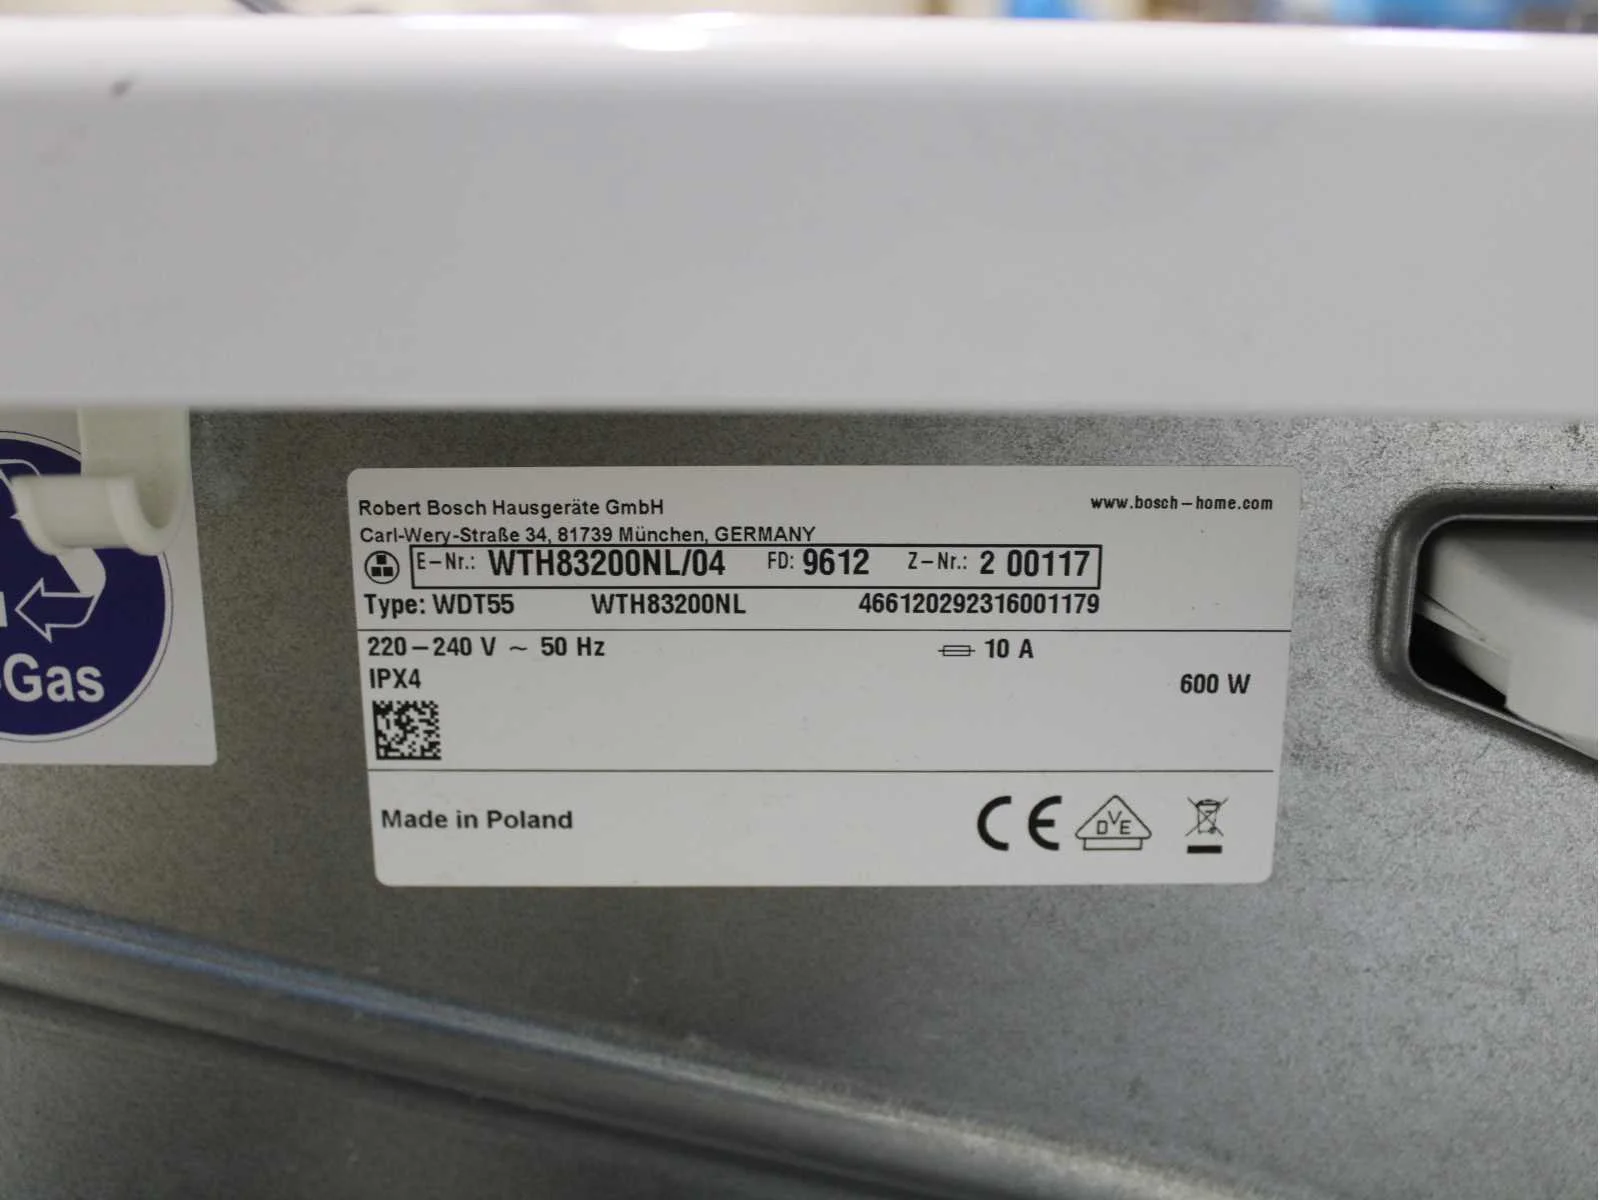 Robert Bosch Hausgeräte GmbH
www.bosch-home.com
Carl-Wery-Straße 34, 81739 München, GERMANY
E-Nr.: WTH83200NL/04 FD: 9612 Z-Nr.: 2 00117
Type: WDT55 WTH83200NL 466120292316001179
220-240 V ~ 50 Hz 10 A
IPX4
600 W
-Gas
Made in Poland
CE
DVE